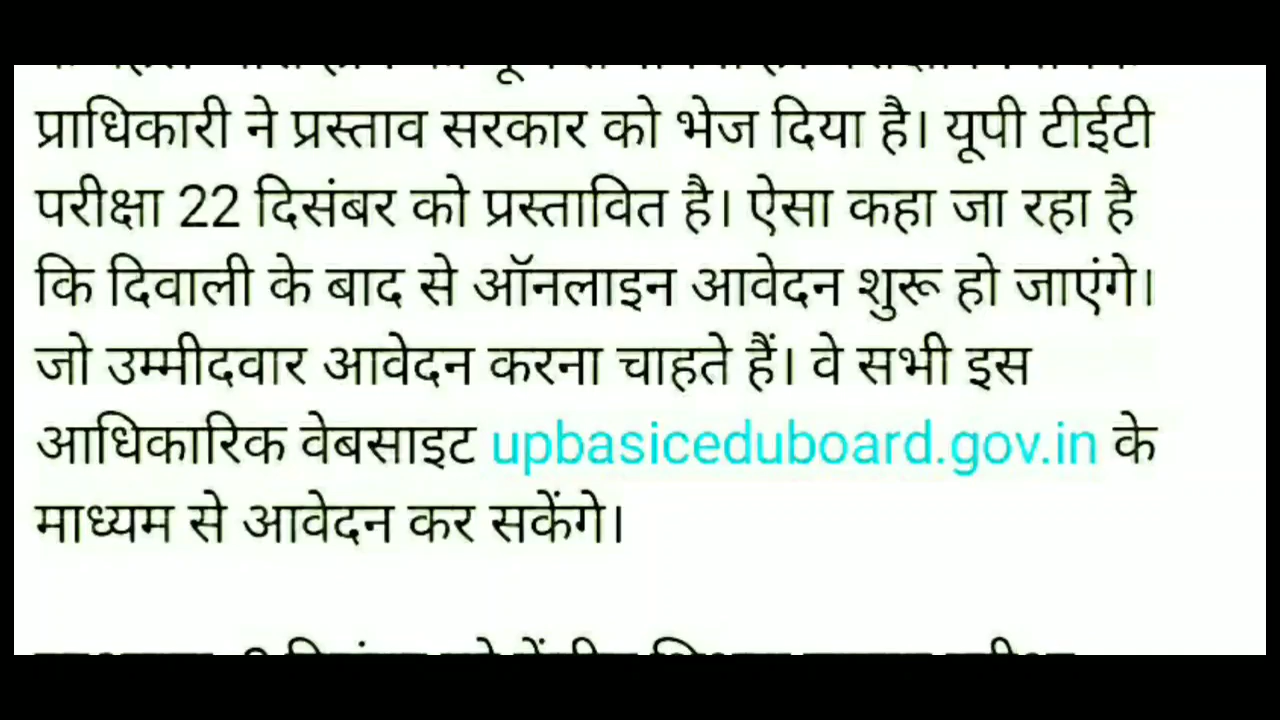 प्राधिकारी ने प्रस्ताव सरकार को भेज दिया है। यूपी टीईटी
परीक्षा 22 दिसंबर को प्रस्तावित है। ऐसा कहा जा रहा है
कि दिवाली के बाद से ऑनलाइन आवेदन शुरू हो जाएंगे।
जो उम्मीदवार आवेदन करना चाहते हैं। वे सभी इस
आधिकारिक वेबसाइट upbasiceduboard.gov.in के
माध्यम से आवेदन कर सकेंगे।